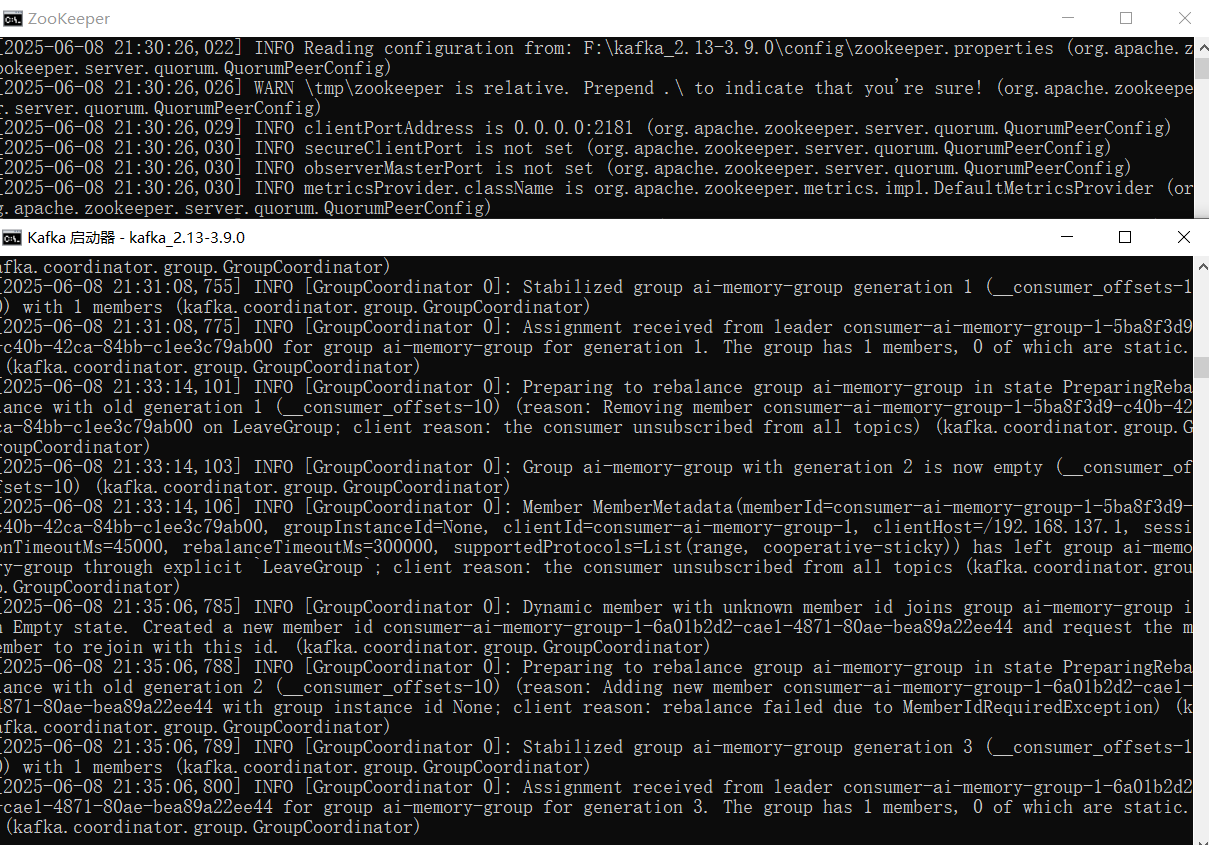 ZooKeeper
[2025-06-08 21:30:26,022] INFO Reading configuration from: F:\kafka_2.13-3.9.0\config\zookeeper.properties (org.apache.z
ookeeper.server.quorum.QuorumPeerConfig)
[2025-06-08 21:30:26,026] WARN \tmp\zookeeper is relative. Prepend .\ to indicate that you're sure! (org.apache.zookeepe
r.server.quorum.QuorumPeerConfig)
[2025-06-08 21:30:26,029] INFO clientPortAddress is 0.0.0.0:2181 (org.apache.zookeeper.server.quorum.QuorumPeerConfig)
[2025-06-08 21:30:26,030] INFO secureClientPort is not set (org.apache.zookeeper.server.quorum.QuorumPeerConfig)
[2025-06-08 21:30:26,030] INFO observerMasterPort is not set (org.apache.zookeeper.server.quorum.QuorumPeerConfig)
[2025-06-08 21:30:26,030] INFO metricsProvider.className is org.apache.zookeeper.metrics.impl.DefaultMetricsProvider (or
g.apache.zookeeper.server.quorum.QuorumPeerConfig)
Kafka 启动器 - kafka_2.13-3.9.0
afka.coordinator.group.GroupCoordinator)
[2025-06-08 21:31:08,755] INFO [GroupCoordinator 0]: Stabilized group ai-memory-group generation 1 (__consumer_offsets-1
0) with 1 members (kafka.coordinator.group.GroupCoordinator)
[2025-06-08 21:31:08,775] INFO [GroupCoordinator 0]: Assignment received from leader consumer-ai-memory-group-1-5ba8f3d9
-c40b-42ca-84bb-c1ee3c79ab00 for group ai-memory-group for generation 1. The group has 1 members, 0 of which are static.
(kafka.coordinator.group.GroupCoordinator)
[2025-06-08 21:33:14,101] INFO [GroupCoordinator 0]: Preparing to rebalance group ai-memory-group in state PreparingReba
lance with old generation 1 (__consumer_offsets-10) (reason: Removing member consumer-ai-memory-group-1-5ba8f3d9-c40b-42
ca-84bb-c1ee3c79ab00 on LeaveGroup; client reason: the consumer unsubscribed from all topics) (kafka.coordinator.group.G
roupCoordinator)
[2025-06-08 21:33:14,103] INFO [GroupCoordinator 0]: Group ai-memory-group with generation 2 is now empty (__consumer_of
fsets-10) (kafka.coordinator.group.GroupCoordinator)
[2025-06-08 21:33:14,106] INFO [GroupCoordinator 0]: Member MemberMetadata(memberId=consumer-ai-memory-group-1-5ba8f3d9-
c40b-42ca-84bb-c1ee3c79ab00, groupInstanceId=None, clientId=consumer-ai-memory-group-1, clientHost=/192.168.137.1, sessi
onTimeoutMs=45000, rebalanceTimeoutMs=300000, supportedProtocols=List(range, cooperative-sticky)) has left group ai-memo
ry-group through explicit `LeaveGroup`; client reason: the consumer unsubscribed from all topics (kafka.coordinator.grou
p.GroupCoordinator)
[2025-06-08 21:35:06,785] INFO [GroupCoordinator 0]: Dynamic member with unknown member id joins group ai-memory-group i
n Empty state. Created a new member id consumer-ai-memory-group-1-6a01b2d2-cae1-4871-80ae-bea89a22ee44 and request the m
ember to rejoin with this id. (kafka.coordinator.group.GroupCoordinator)
[2025-06-08 21:35:06,788] INFO [GroupCoordinator 0]: Preparing to rebalance group ai-memory-group in state PreparingReba
lance with old generation 2 (__consumer_offsets-10) (reason: Adding new member consumer-ai-memory-group-1-6a01b2d2-cae1-
4871-80ae-bea89a22ee44 with group instance id None; client reason: rebalance failed due to MemberIdRequiredException) (k
afka.coordinator.group.GroupCoordinator)
[2025-06-08 21:35:06,789] INFO [GroupCoordinator 0]: Stabilized group ai-memory-group generation 3 (__consumer_offsets-1
0) with 1 members (kafka.coordinator.group.GroupCoordinator)
[2025-06-08 21:35:06,800] INFO [GroupCoordinator 0]: Assignment received from leader consumer-ai-memory-group-1-6a01b2d2
-cae1-4871-80ae-bea89a22ee44 for group ai-memory-group for generation 3. The group has 1 members, 0 of which are static.
(kafka.coordinator.group.GroupCoordinator)